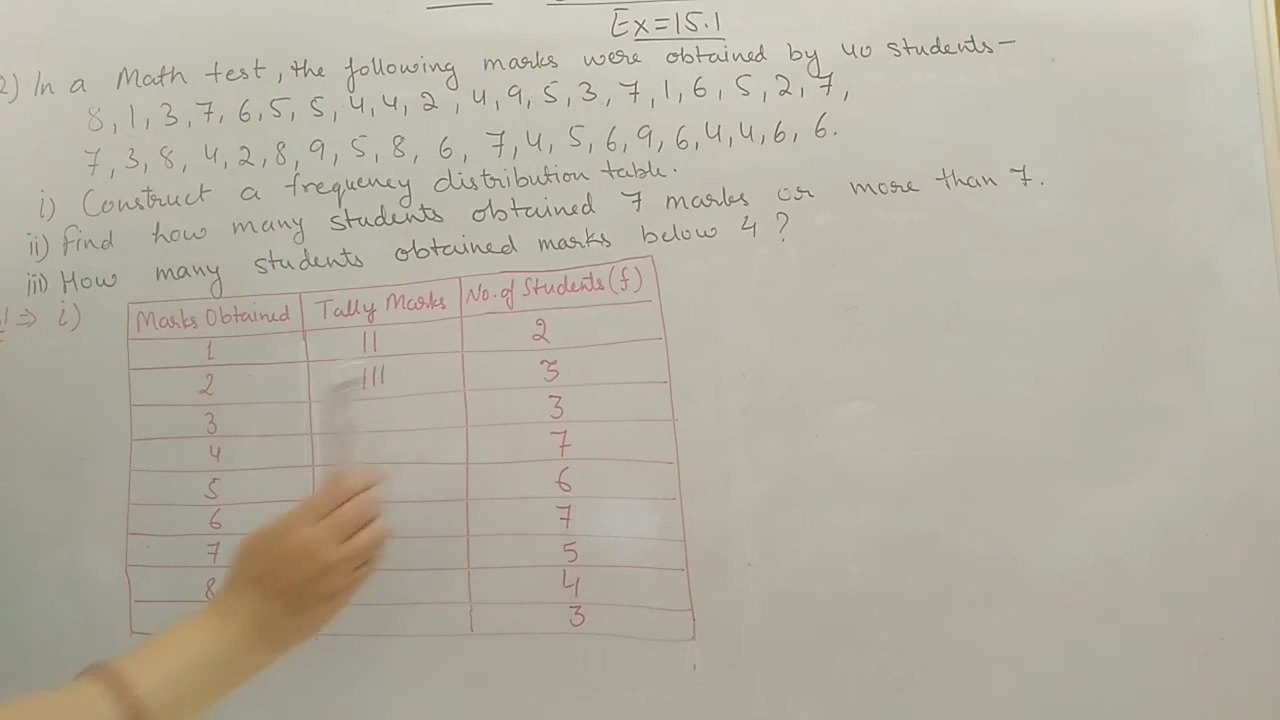 Ex=15.1
2) In a Math test, the following marks were obtained by 40 students-
8, 1, 3, 7, 6, 5, 5, 4, 4, 2, 4, 9, 5, 3, 7, 1, 6, 5, 2, 7,
7, 3, 8, 4, 2, 8, 9, 5, 8, 6, 7, 4, 5, 6, 9, 6, 4, 4, 6, 6.
i) Construct a frequency distribution table.
ii) Find how many students obtained 7 marks or more than 7.
iii) How many students obtained marks below 4?
⇒ i)
Marks Obtained Tally Marks No. of Students (f)
1 || 2
2 ||| 3
3 3
4 7
5 6
6 7
7 5
8 4
3